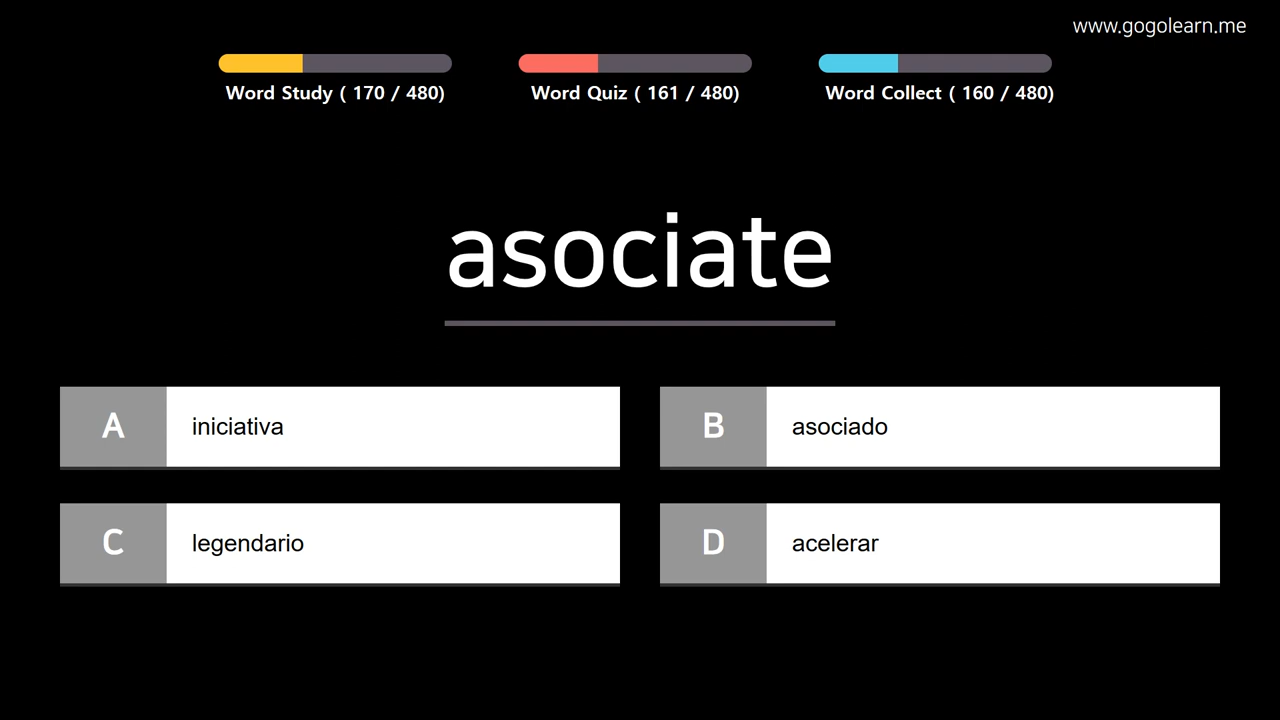 www.gogolearn.me
Word Study ( 170 / 480)
Word Quiz ( 161 / 480)
Word Collect ( 160 / 480)
asociate
A iniciativa
B asociado
C legendario
D acelerar